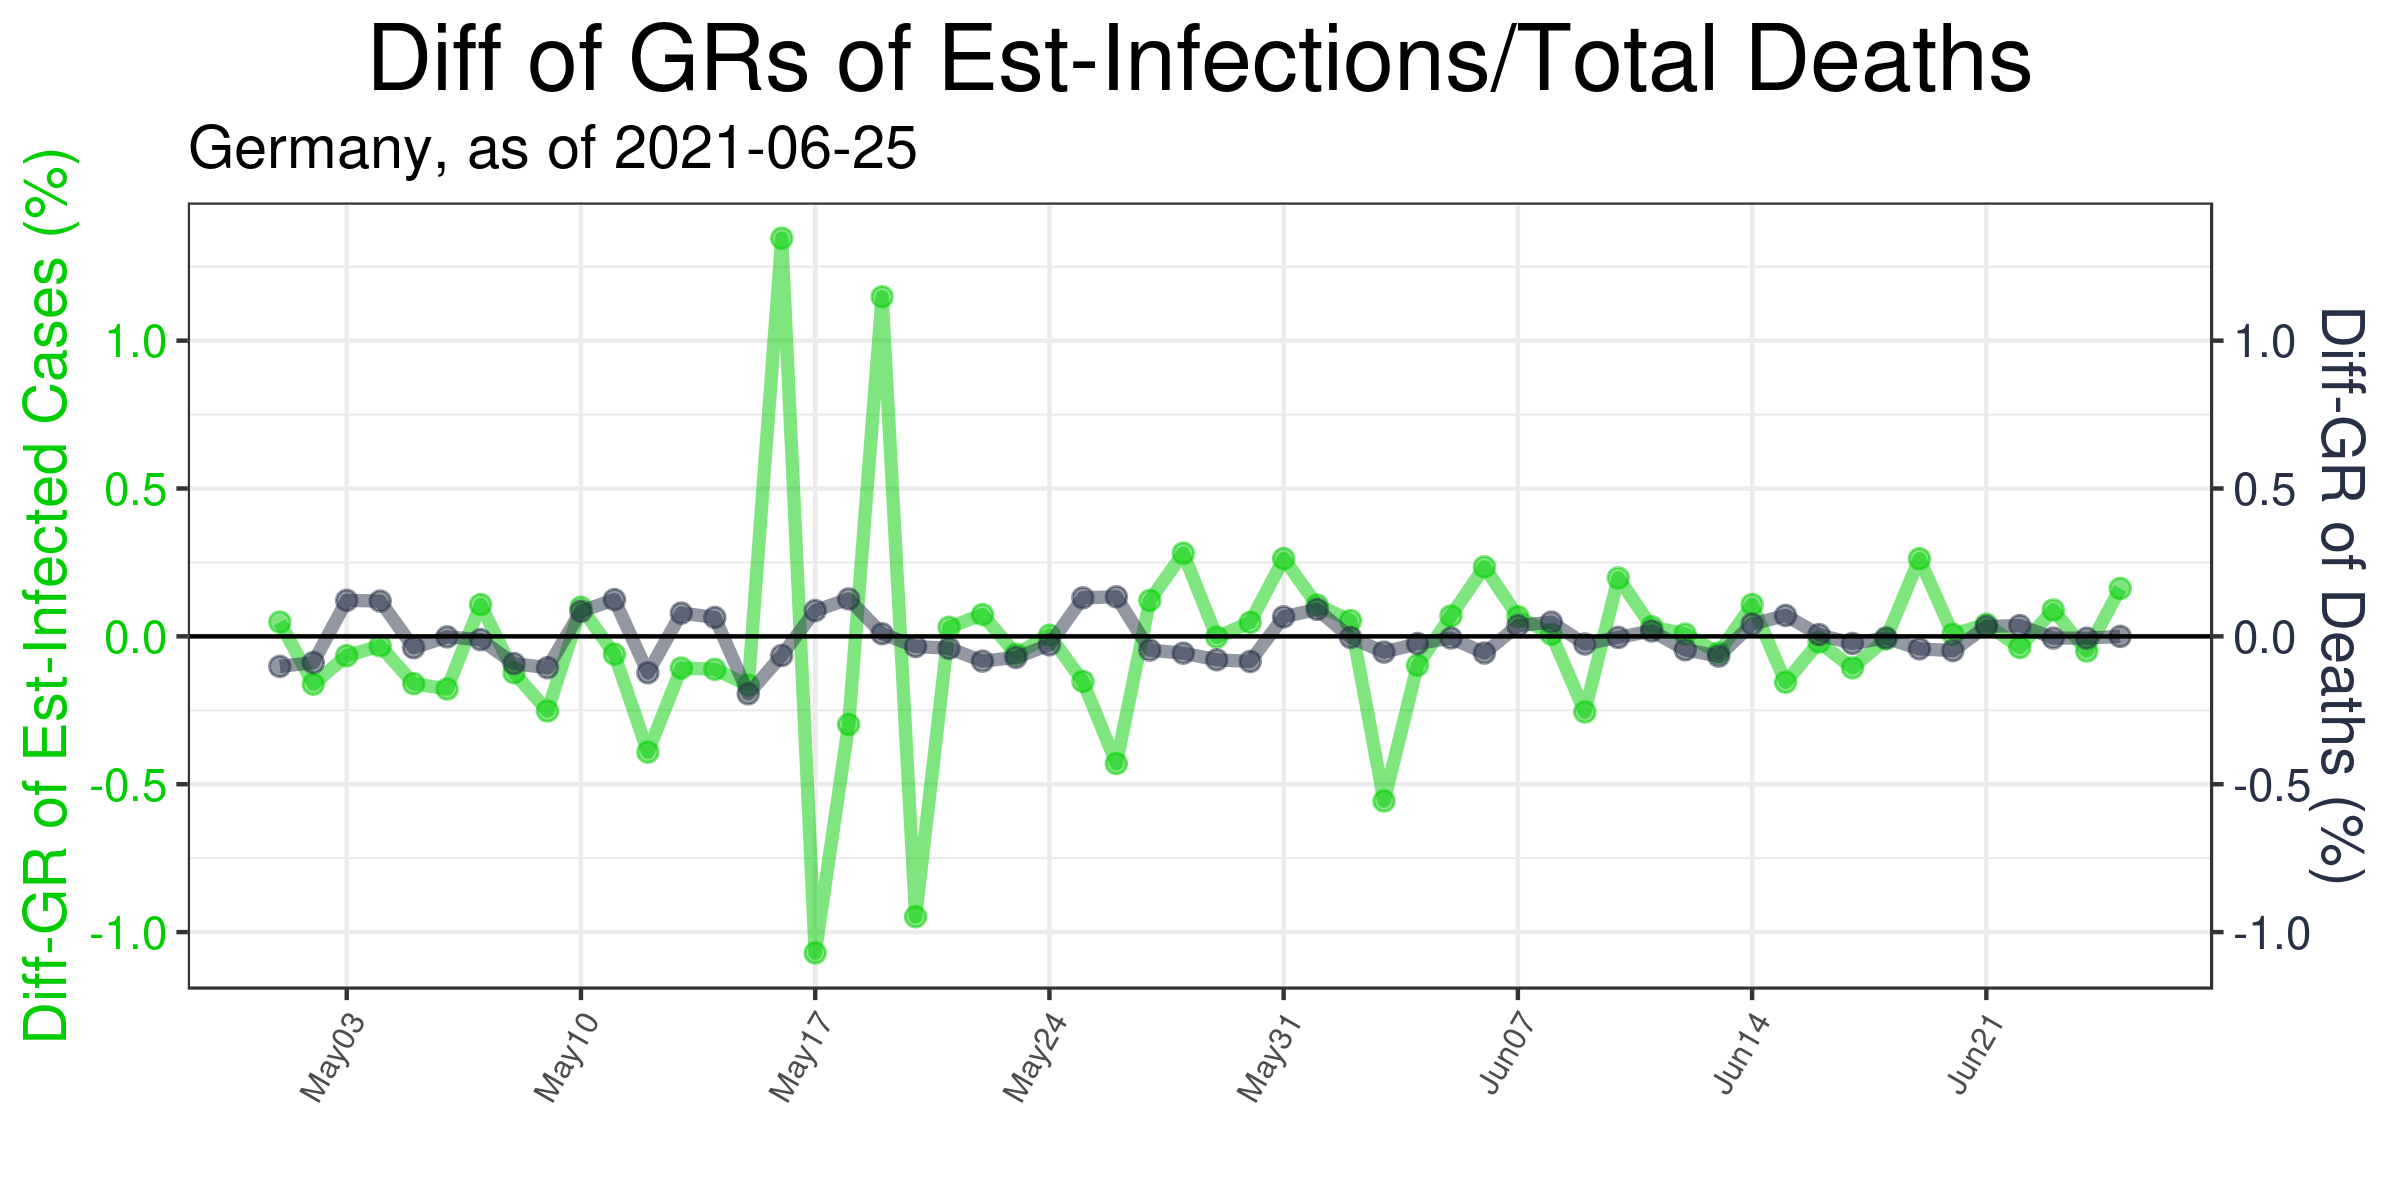 Diff of GRs of Est-Infections/Total Deaths
Germany, as of 2021-06-25
Diff-GR of Est-Infected Cases (%)
1.0
0.5
0.0
-0.5
-1.0
1.0
0.5
0.0
-0.5
-1.0
Diff-GR of Deaths (%)
May03
May10
May17
May24
May31
Jun07
Jun14
Jun21